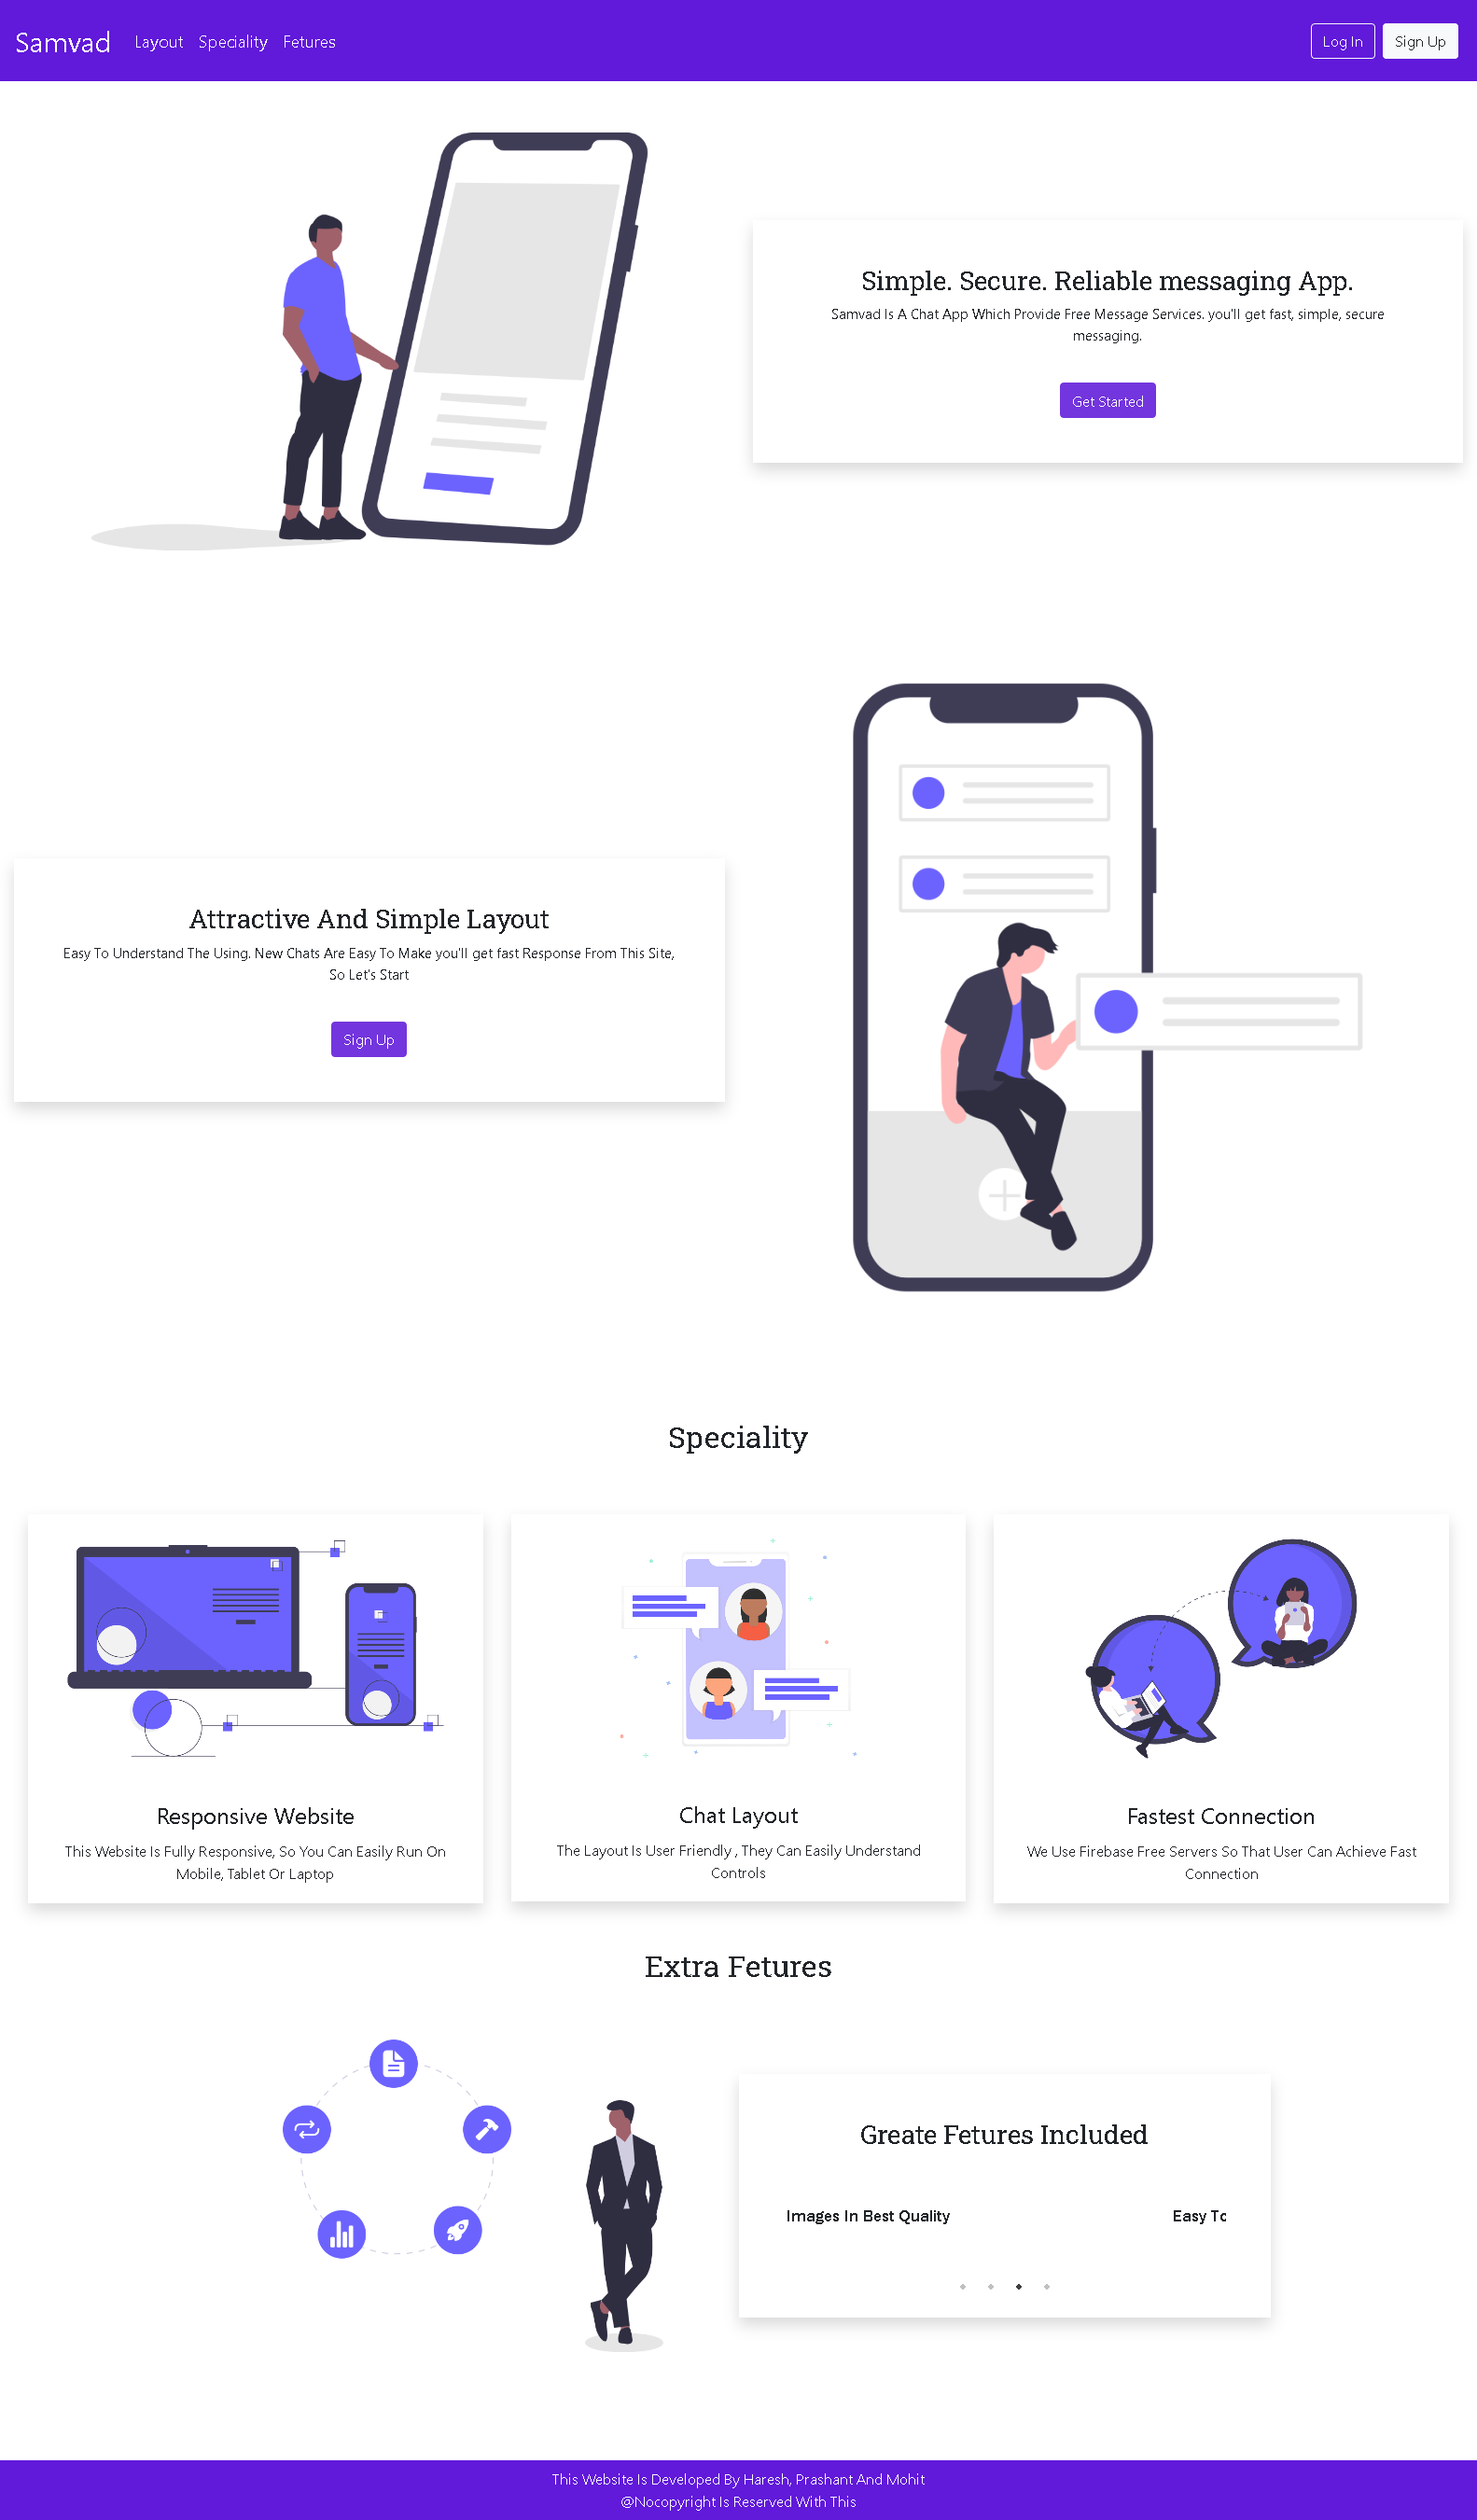 Samvad Layout Speciality Fetures Log In Sign Up
Simple. Secure. Reliable messaging App.
Samvad Is A Chat App Which Provide Free Message Services. you'll get fast, simple, secure
messaging.
Get Started
Attractive And Simple Layout
Easy To Understand The Using. New Chats Are Easy To Make you'll get fast Response From This Site,
So Let's Start
Sign Up
Speciality
Responsive Website
This Website Is Fully Responsive, So You Can Easily Run On
Mobile, Tablet Or Laptop
Chat Layout
The Layout Is User Friendly , They Can Easily Understand
Controls
Fastest Connection
We Use Firebase Free Servers So That User Can Achieve Fast
Connection
Extra Fetures
Greate Fetures Included
Images In Best Quality Easy To
This Website Is Developed By Haresh, Prashant And Mohit
@Nocopyright Is Reserved With This